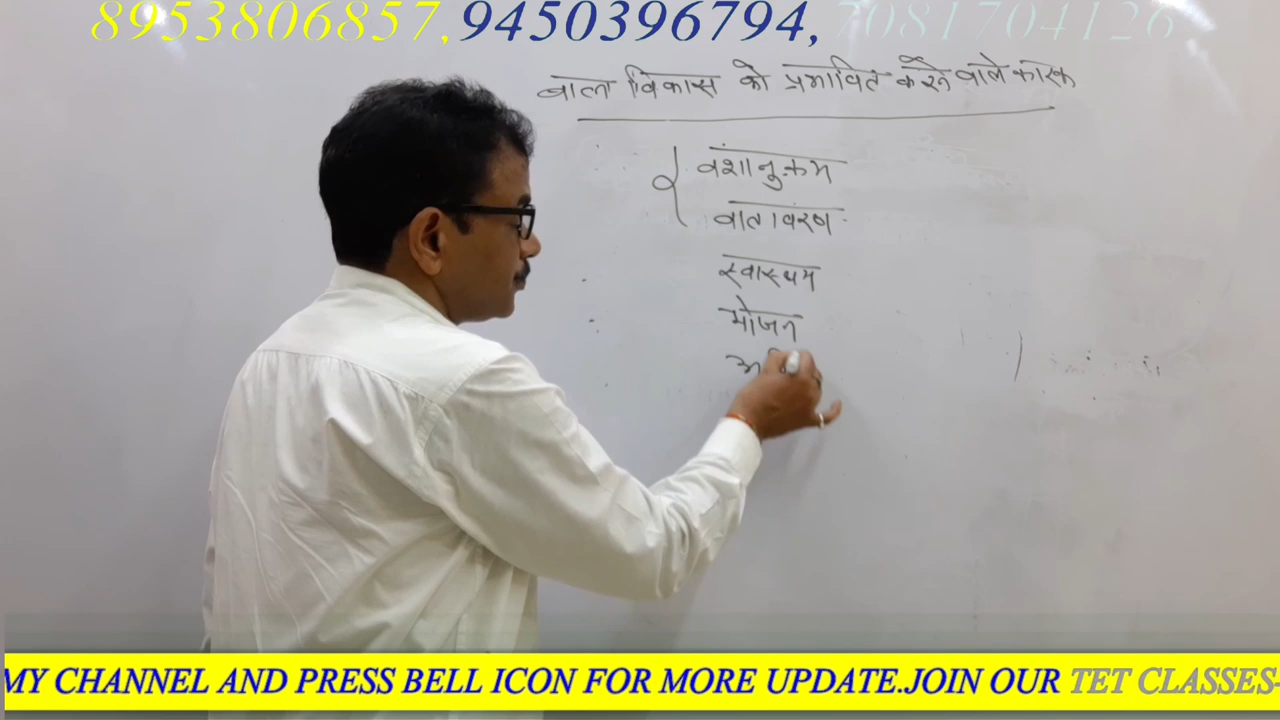 8953806857, 9450396794, 7081704126
बाल विकास को प्रभावित करने वाले कारक
वंशानुक्रम
वातावरण
स्वास्थय
भोजन
MY CHANNEL AND PRESS BELL ICON FOR MORE UPDATE.JOIN OUR TET CLASSES-